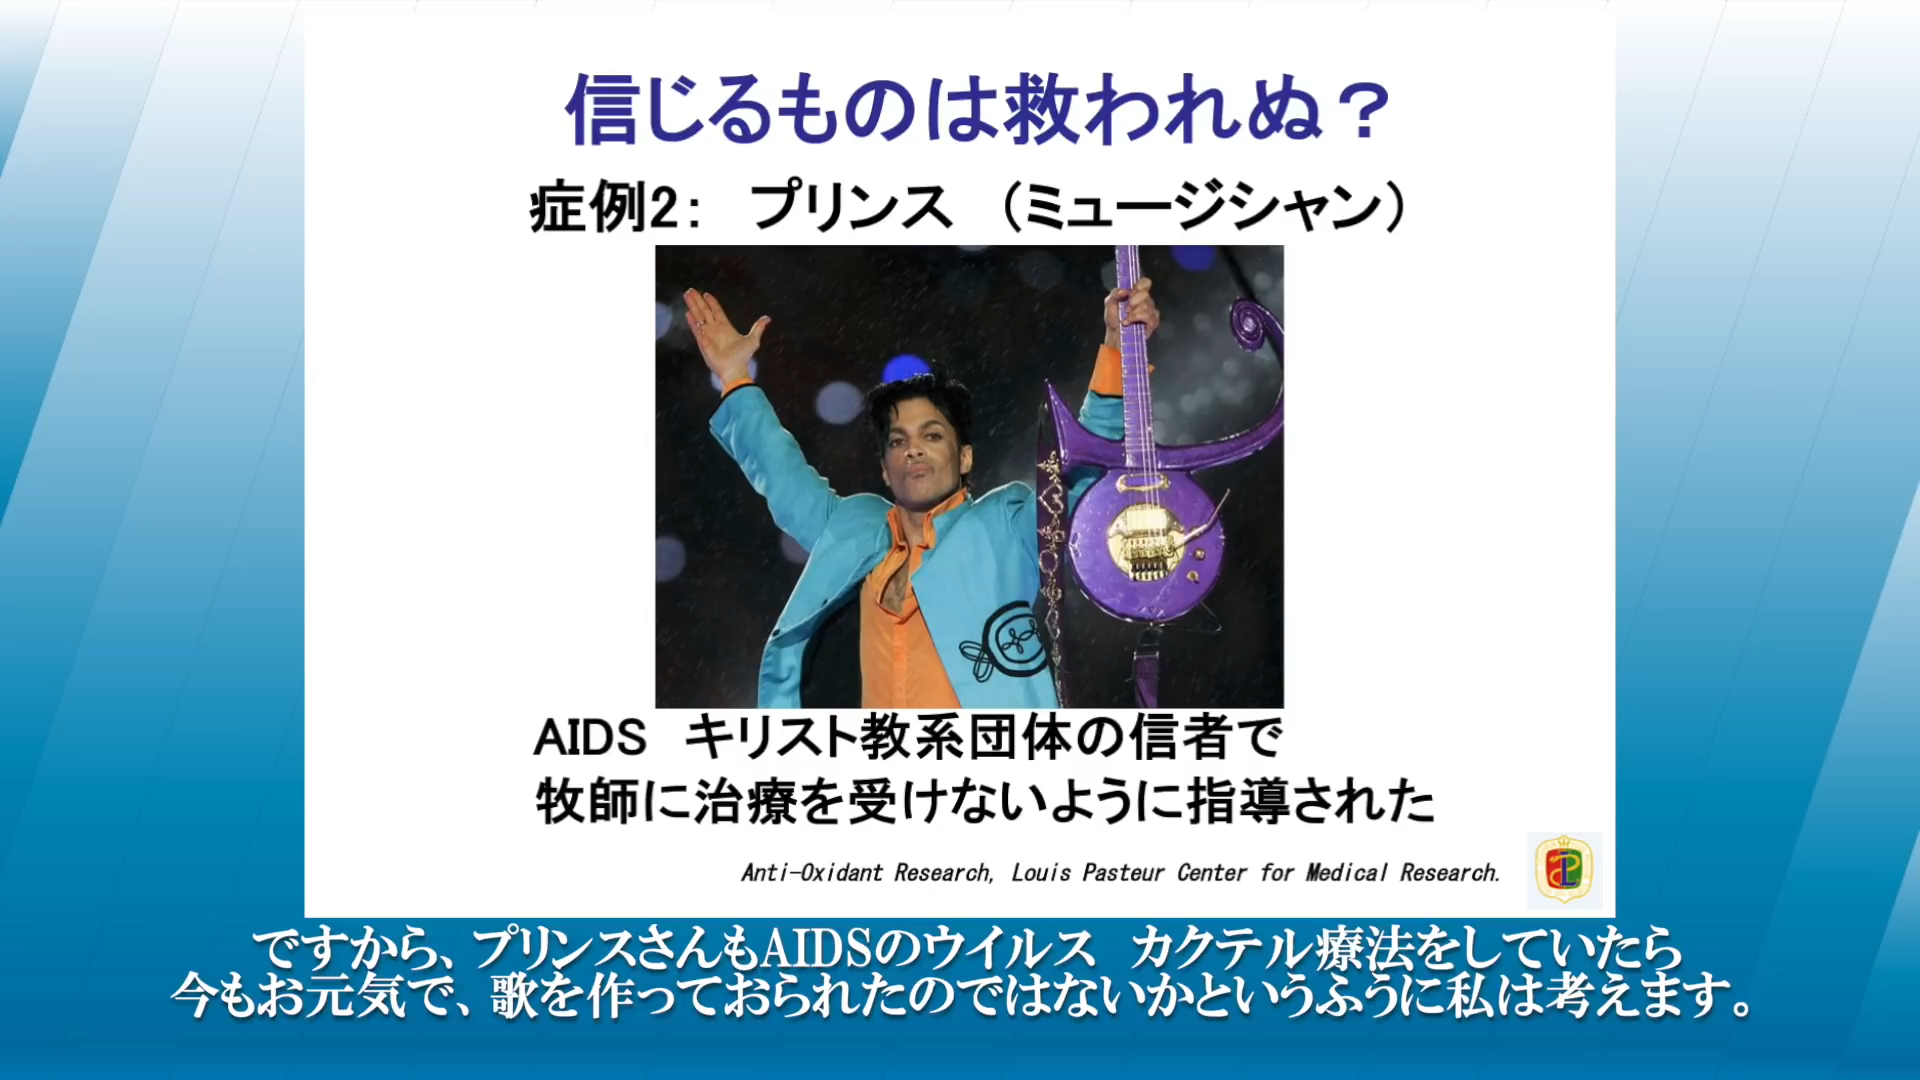 信じるものは救われぬ？
症例2：　プリンス　（ミュージシャン）
AIDS　キリスト教系団体の信者で
牧師に治療を受けないように指導された
Anti-Oxidant Research, Louis Pasteur Center for Medical Research.
ですから、プリンスさんもAIDSのウイルス　カクテル療法をしていたら
今もお元気で、歌を作っておられたのではないかというふうに私は考えます。